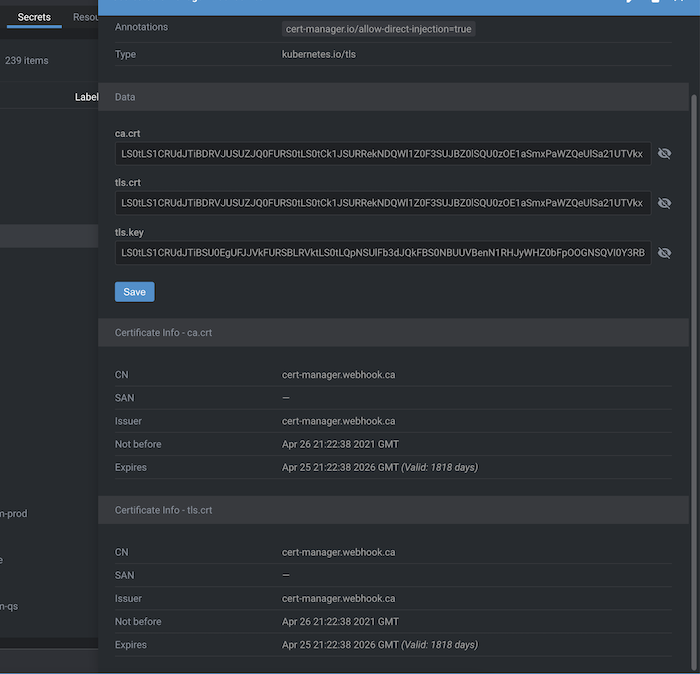 Secrets
Resou
239 items
Label
m-prod
e
m-qs
Annotations
cert-manager.io/allow-direct-injection=true
Type
kubernetes.io/tls
Data
ca.crt
tls.crt
tls.key
Save
Certificate Info - ca.crt
CN
cert-manager.webhook.ca
SAN
—
Issuer
cert-manager.webhook.ca
Not before
Apr 26 21:22:38 2021 GMT
Expires
Apr 25 21:22:38 2026 GMT (Valid: 1818 days)
Certificate Info - tls.crt
CN
cert-manager.webhook.ca
SAN
—
Issuer
cert-manager.webhook.ca
Not before
Apr 26 21:22:38 2021 GMT
Expires
Apr 25 21:22:38 2026 GMT (Valid: 1818 days)